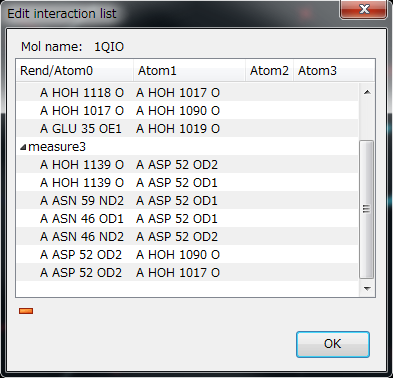 Edit interaction list
Mol name: 1QIO
Rend/Atom0 Atom1 Atom2 Atom3
A HOH 1118 O A HOH 1017 O
A HOH 1017 O A HOH 1090 O
A GLU 35 OE1 A HOH 1019 O
measure3
A HOH 1139 O A ASP 52 OD2
A HOH 1139 O A ASP 52 OD1
A ASN 59 ND2 A ASP 52 OD1
A ASN 46 OD1 A ASP 52 OD1
A ASN 46 ND2 A ASP 52 OD2
A ASP 52 OD2 A HOH 1090 O
A ASP 52 OD2 A HOH 1017 O
OK